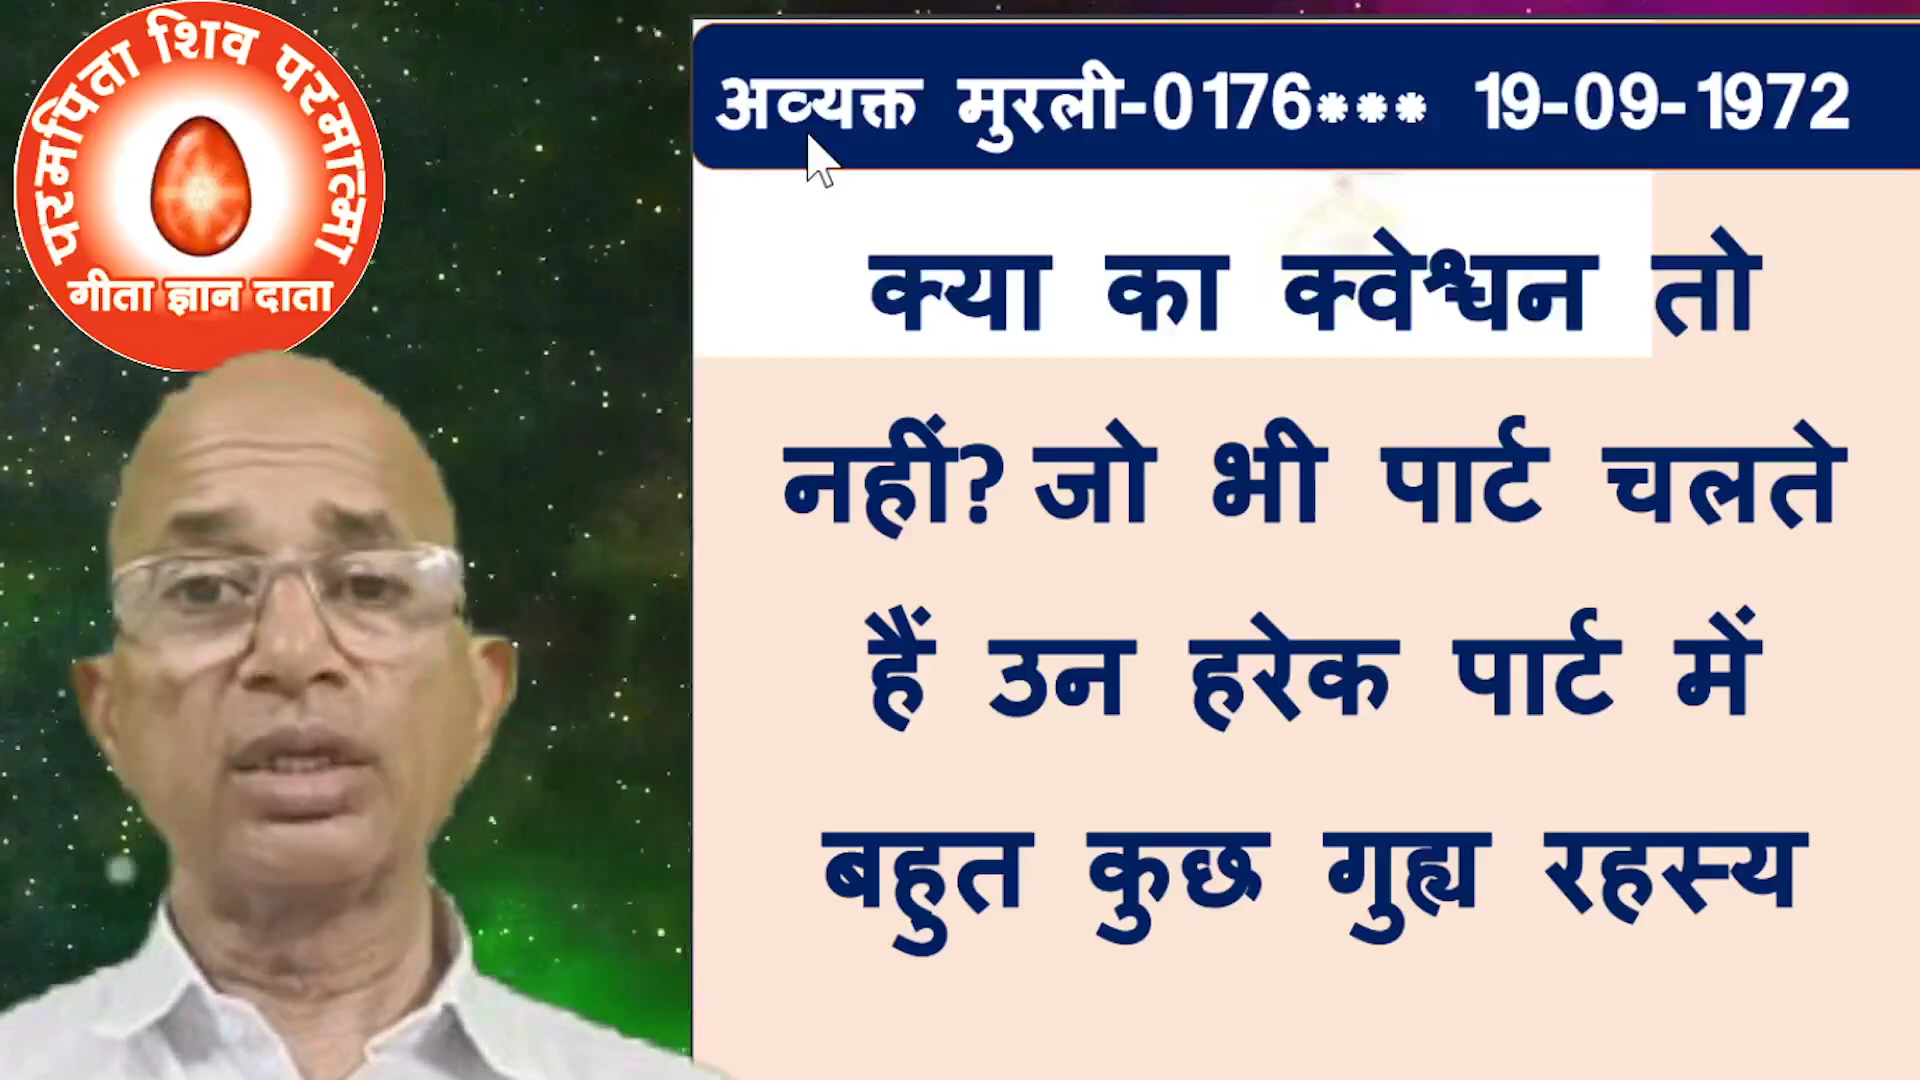 परमपिता शिव परमात्मा
गीता ज्ञान दाता
अव्यक्त मुरली-0176*** 19-09-1972
क्या का क्वेश्चन तो
नहीं? जो भी पार्ट चलते
हैं उन हरेक पार्ट में
बहुत कुछ गुह्य रहस्य